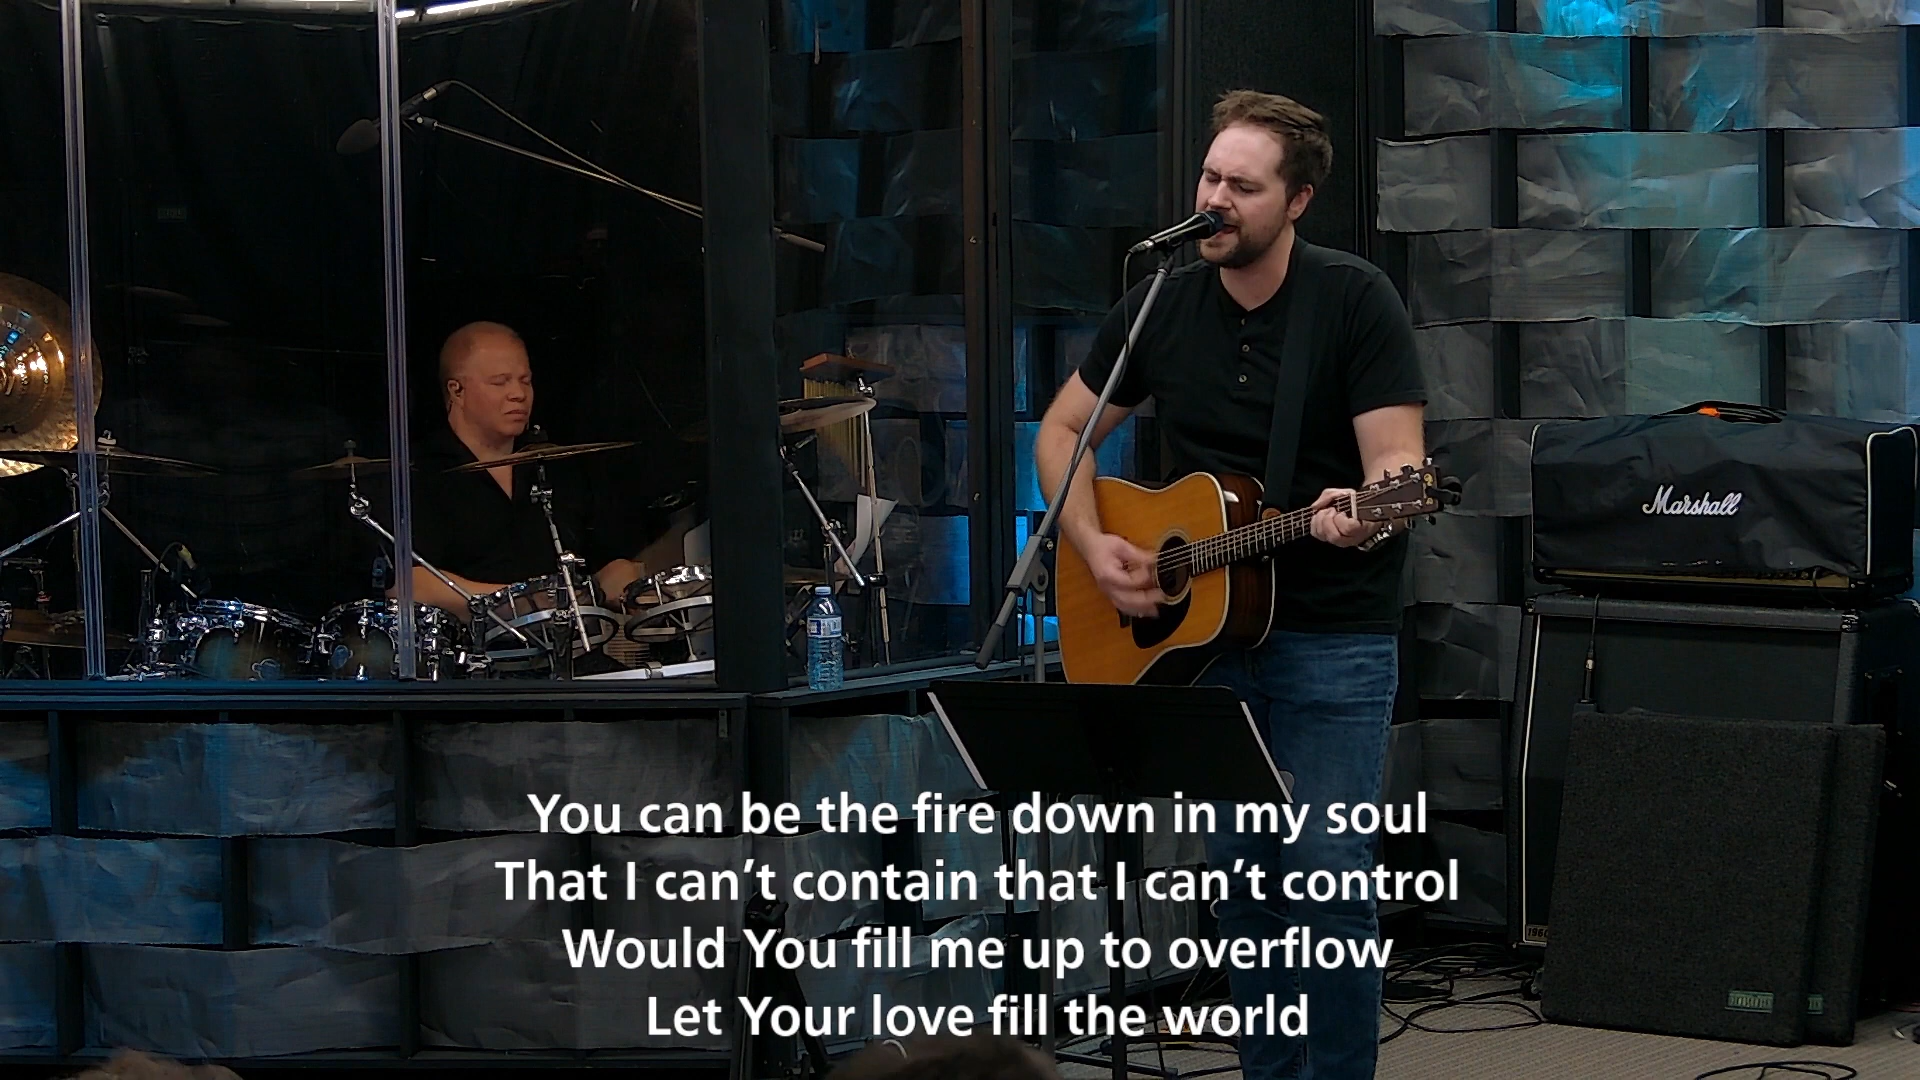 Marshall
You can be the fire down in my soul
That I can’t contain that I can’t control
Would You fill me up to overflow
Let Your love fill the world